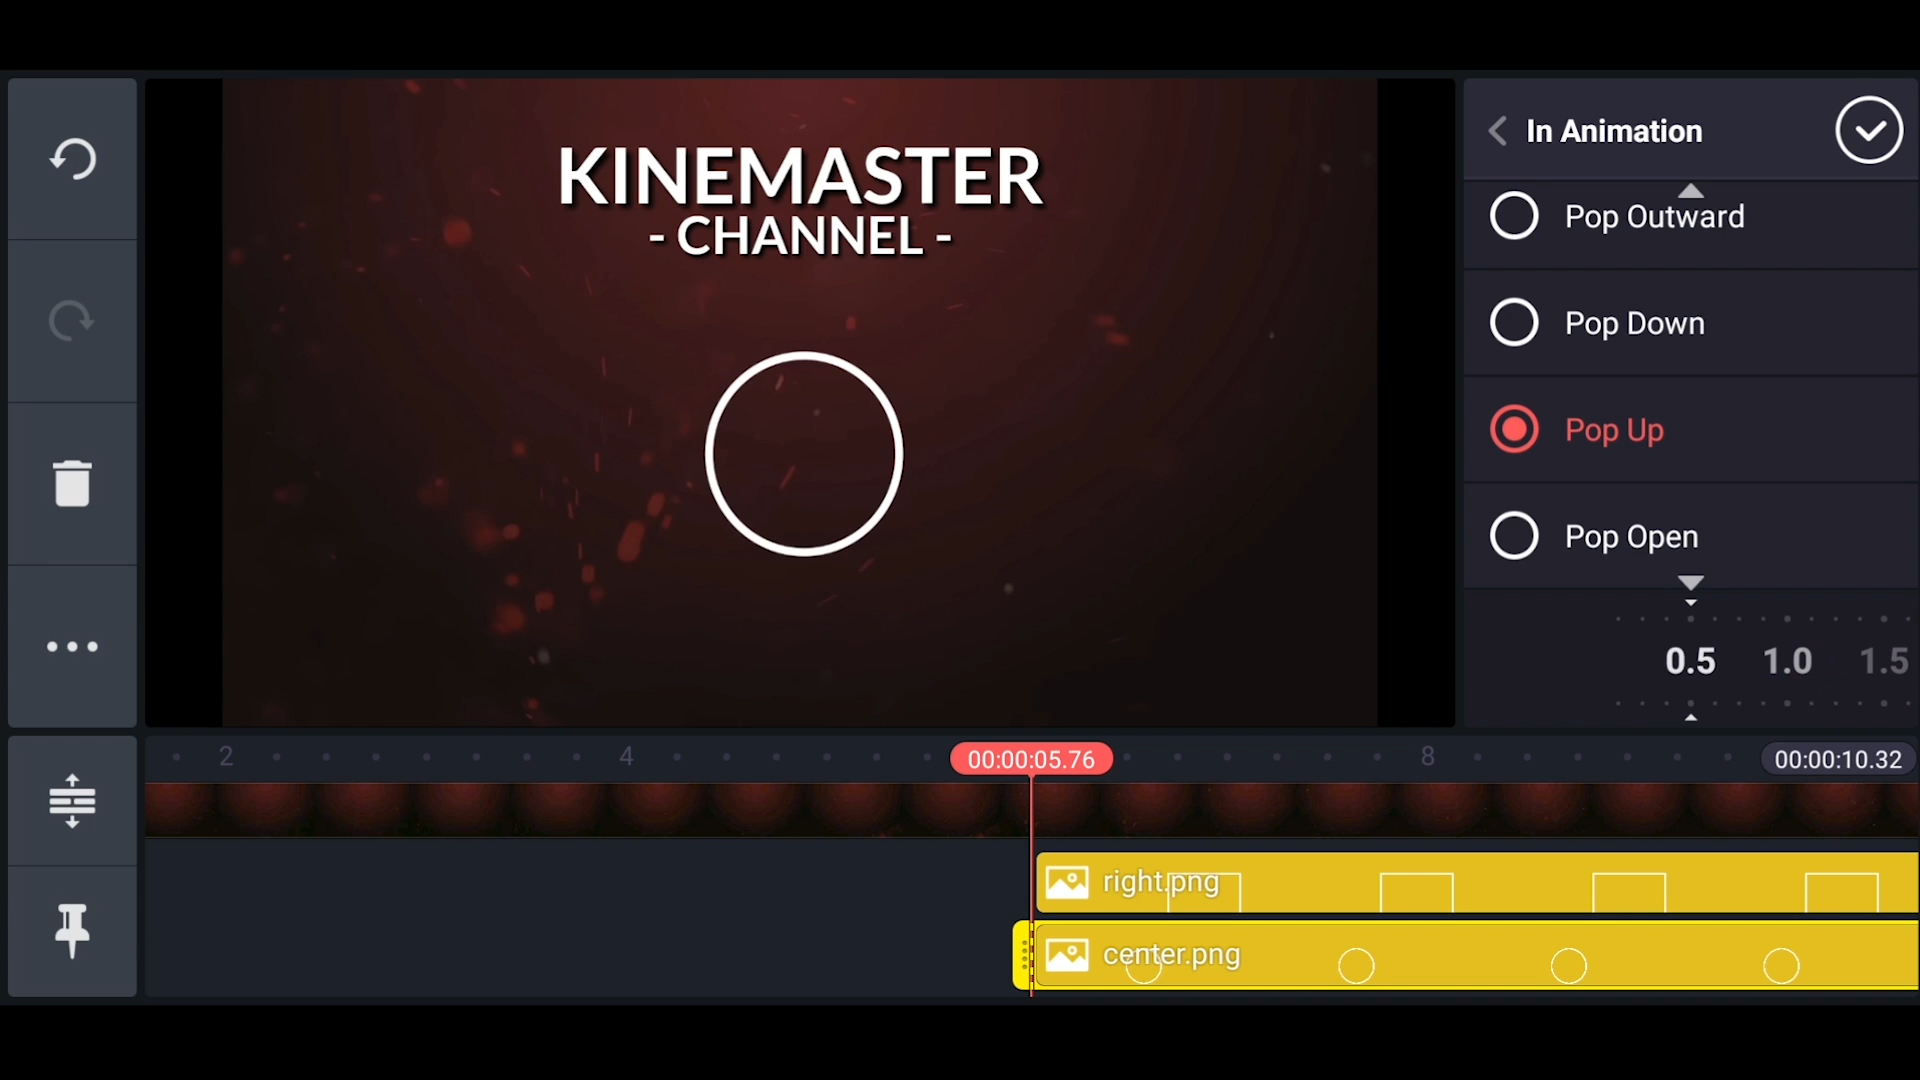 KINEMASTER
- CHANNEL -
In Animation
Pop Outward
Pop Down
Pop Up
Pop Open
0.5 1.0 1.5
2 4 00:00:05.76 8 00:00:10.32
right.png
center.png